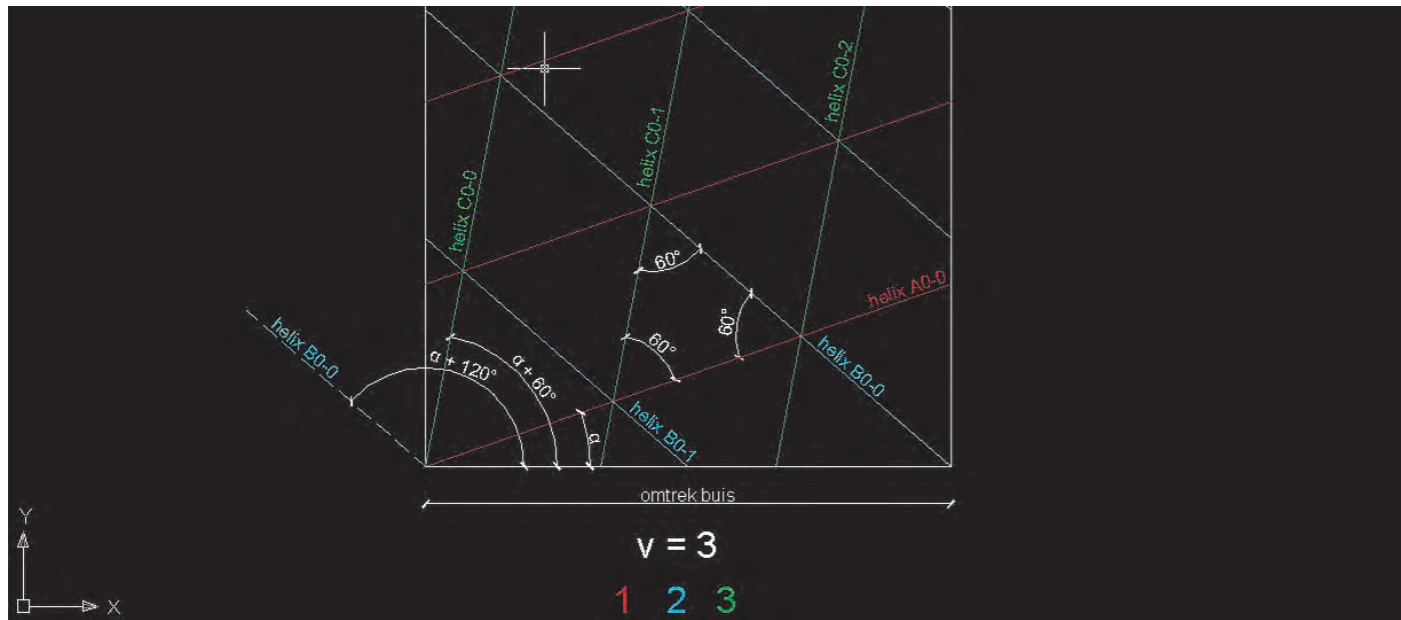 helix C0-2
helix C0-1
helix C0-0
60°
helix A0-0
60°
helix B0-0
α + 120°
α + 60°
60°
helix B0-0
α
helix B0-1
omtrek buis
v = 3
1 2 3
Y
X